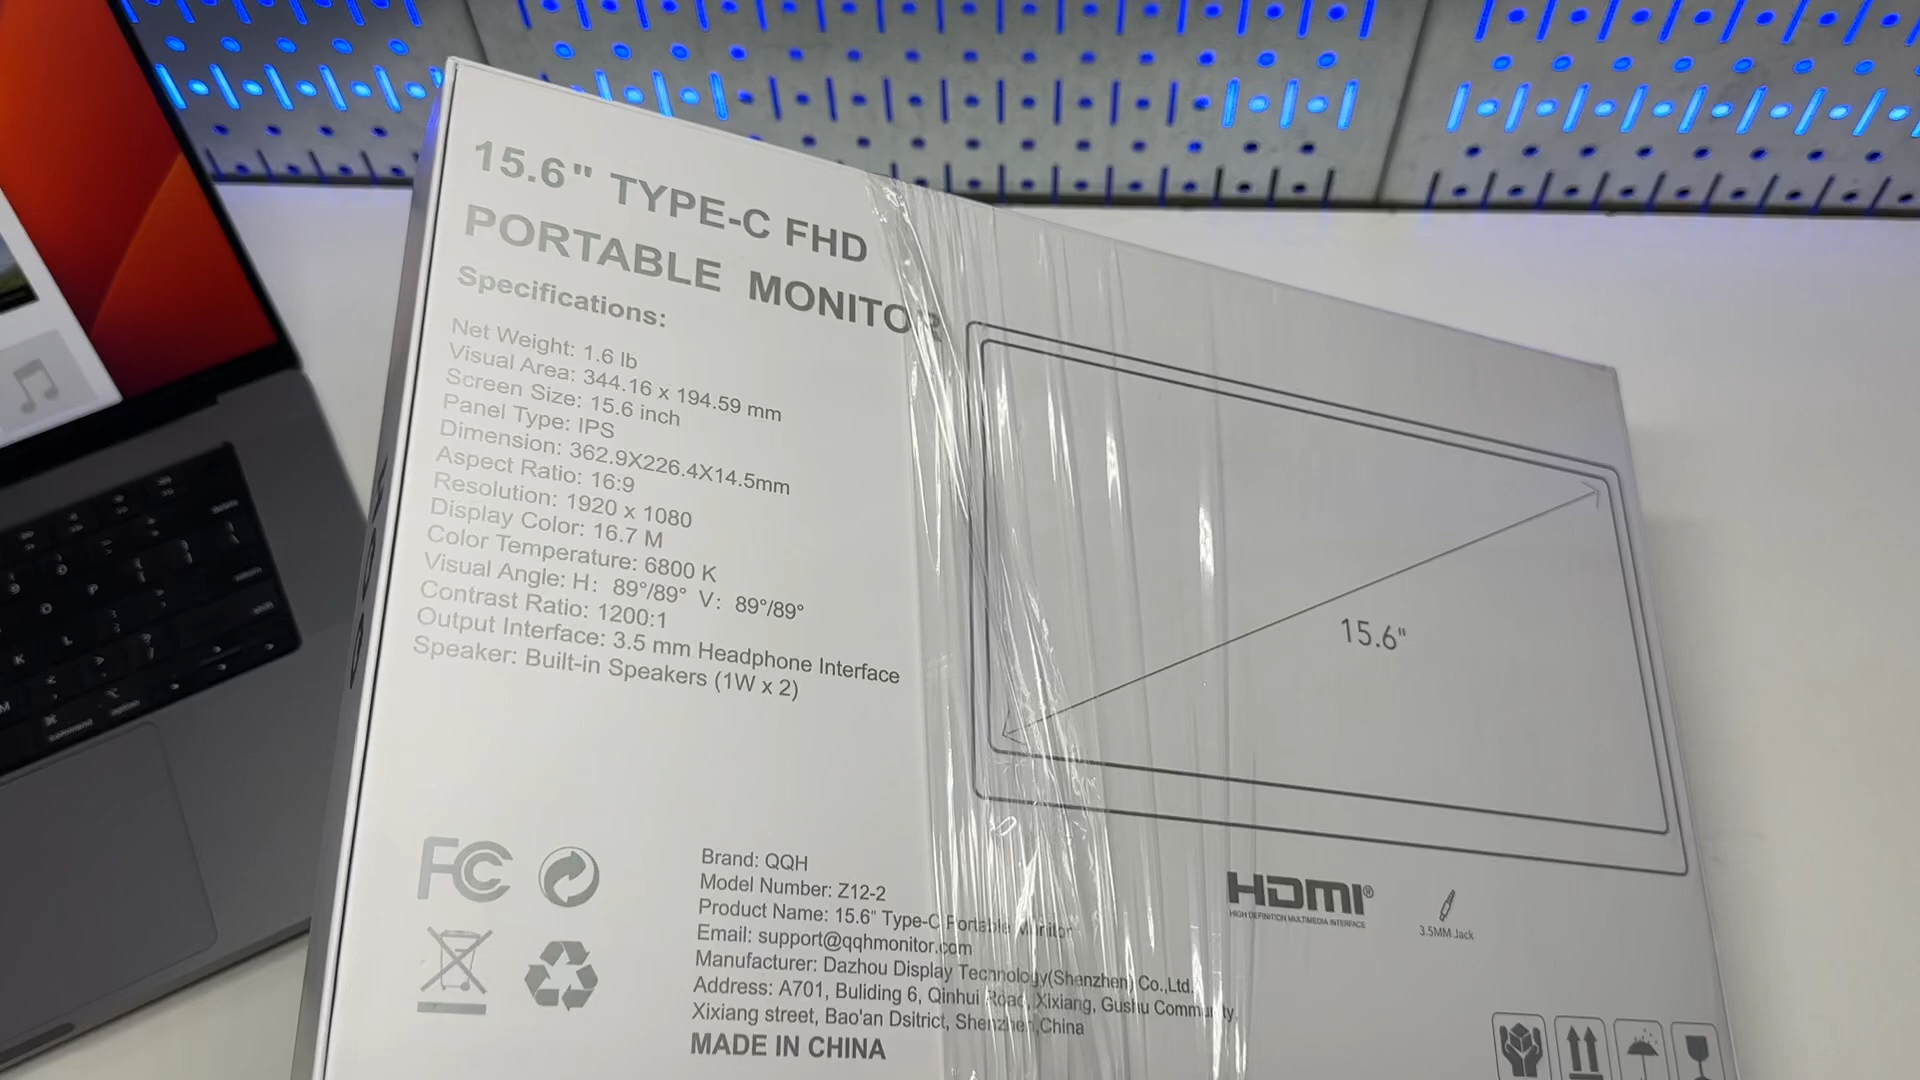 15.6" TYPE-C FHD
PORTABLE MONITOR
Specifications:
Net Weight: 1.6 lb
Visual Area: 344.16 x 194.59 mm
Screen Size: 15.6 inch
Panel Type: IPS
Dimension: 362.9X226.4X14.5mm
Aspect Ratio: 16:9
Resolution: 1920 x 1080
Display Color: 16.7 M
Color Temperature: 6800 K
Visual Angle: H: 89°/89° V: 89°/89°
Contrast Ratio: 1200:1
Output Interface: 3.5 mm Headphone Interface
Speaker: Built-in Speakers (1W x 2)
15.6"
FC
Brand: QQH
Model Number: Z12-2
Product Name: 15.6" Type-C Portable Monitor
Email: support@qqhmonitor.com
Manufacturer: Dazhou Display Technology(Shanzhen) Co.,Ltd.
Address: A701, Buliding 6, Qinhui Road, Xixiang, Gushu Community,
Xixiang street, Bao'an Dsitrict, Shenzhen,China
MADE IN CHINA
HDMI®
HIGH DEFINITION MULTIMEDIA INTERFACE
3.5MM Jack
command
option